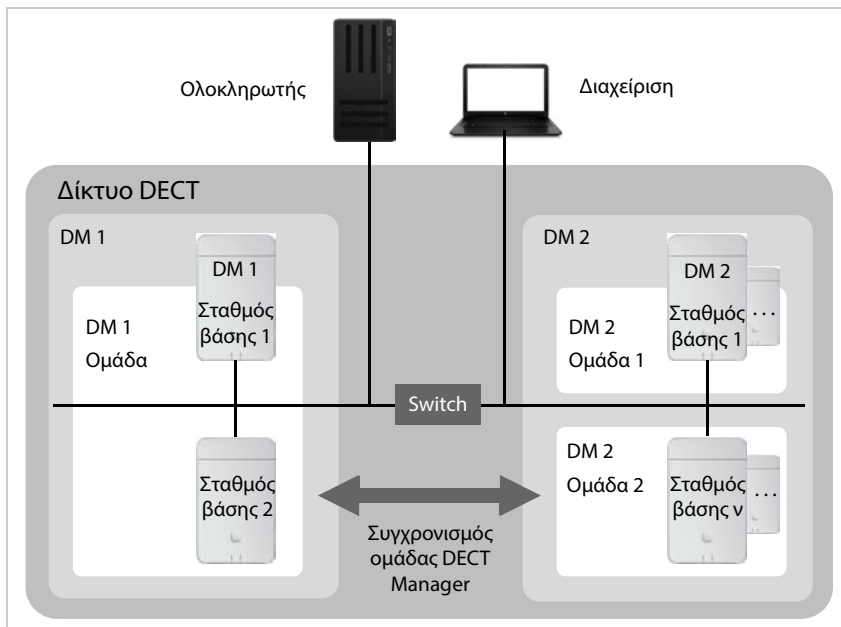 Ολοκληρωτής
Διαχείριση
Δίκτυο DECT
DM 1
DM 1
Σταθμός
βάσης 1
DM 1
Ομάδα
Σταθμός
βάσης 2
Switch
Συγχρονισμός
ομάδας DECT
Manager
DM 2
DM 2
Σταθμός
βάσης 1
...
DM 2
Ομάδα 1
DM 2
Ομάδα 2
Σταθμός
βάσης ν
...